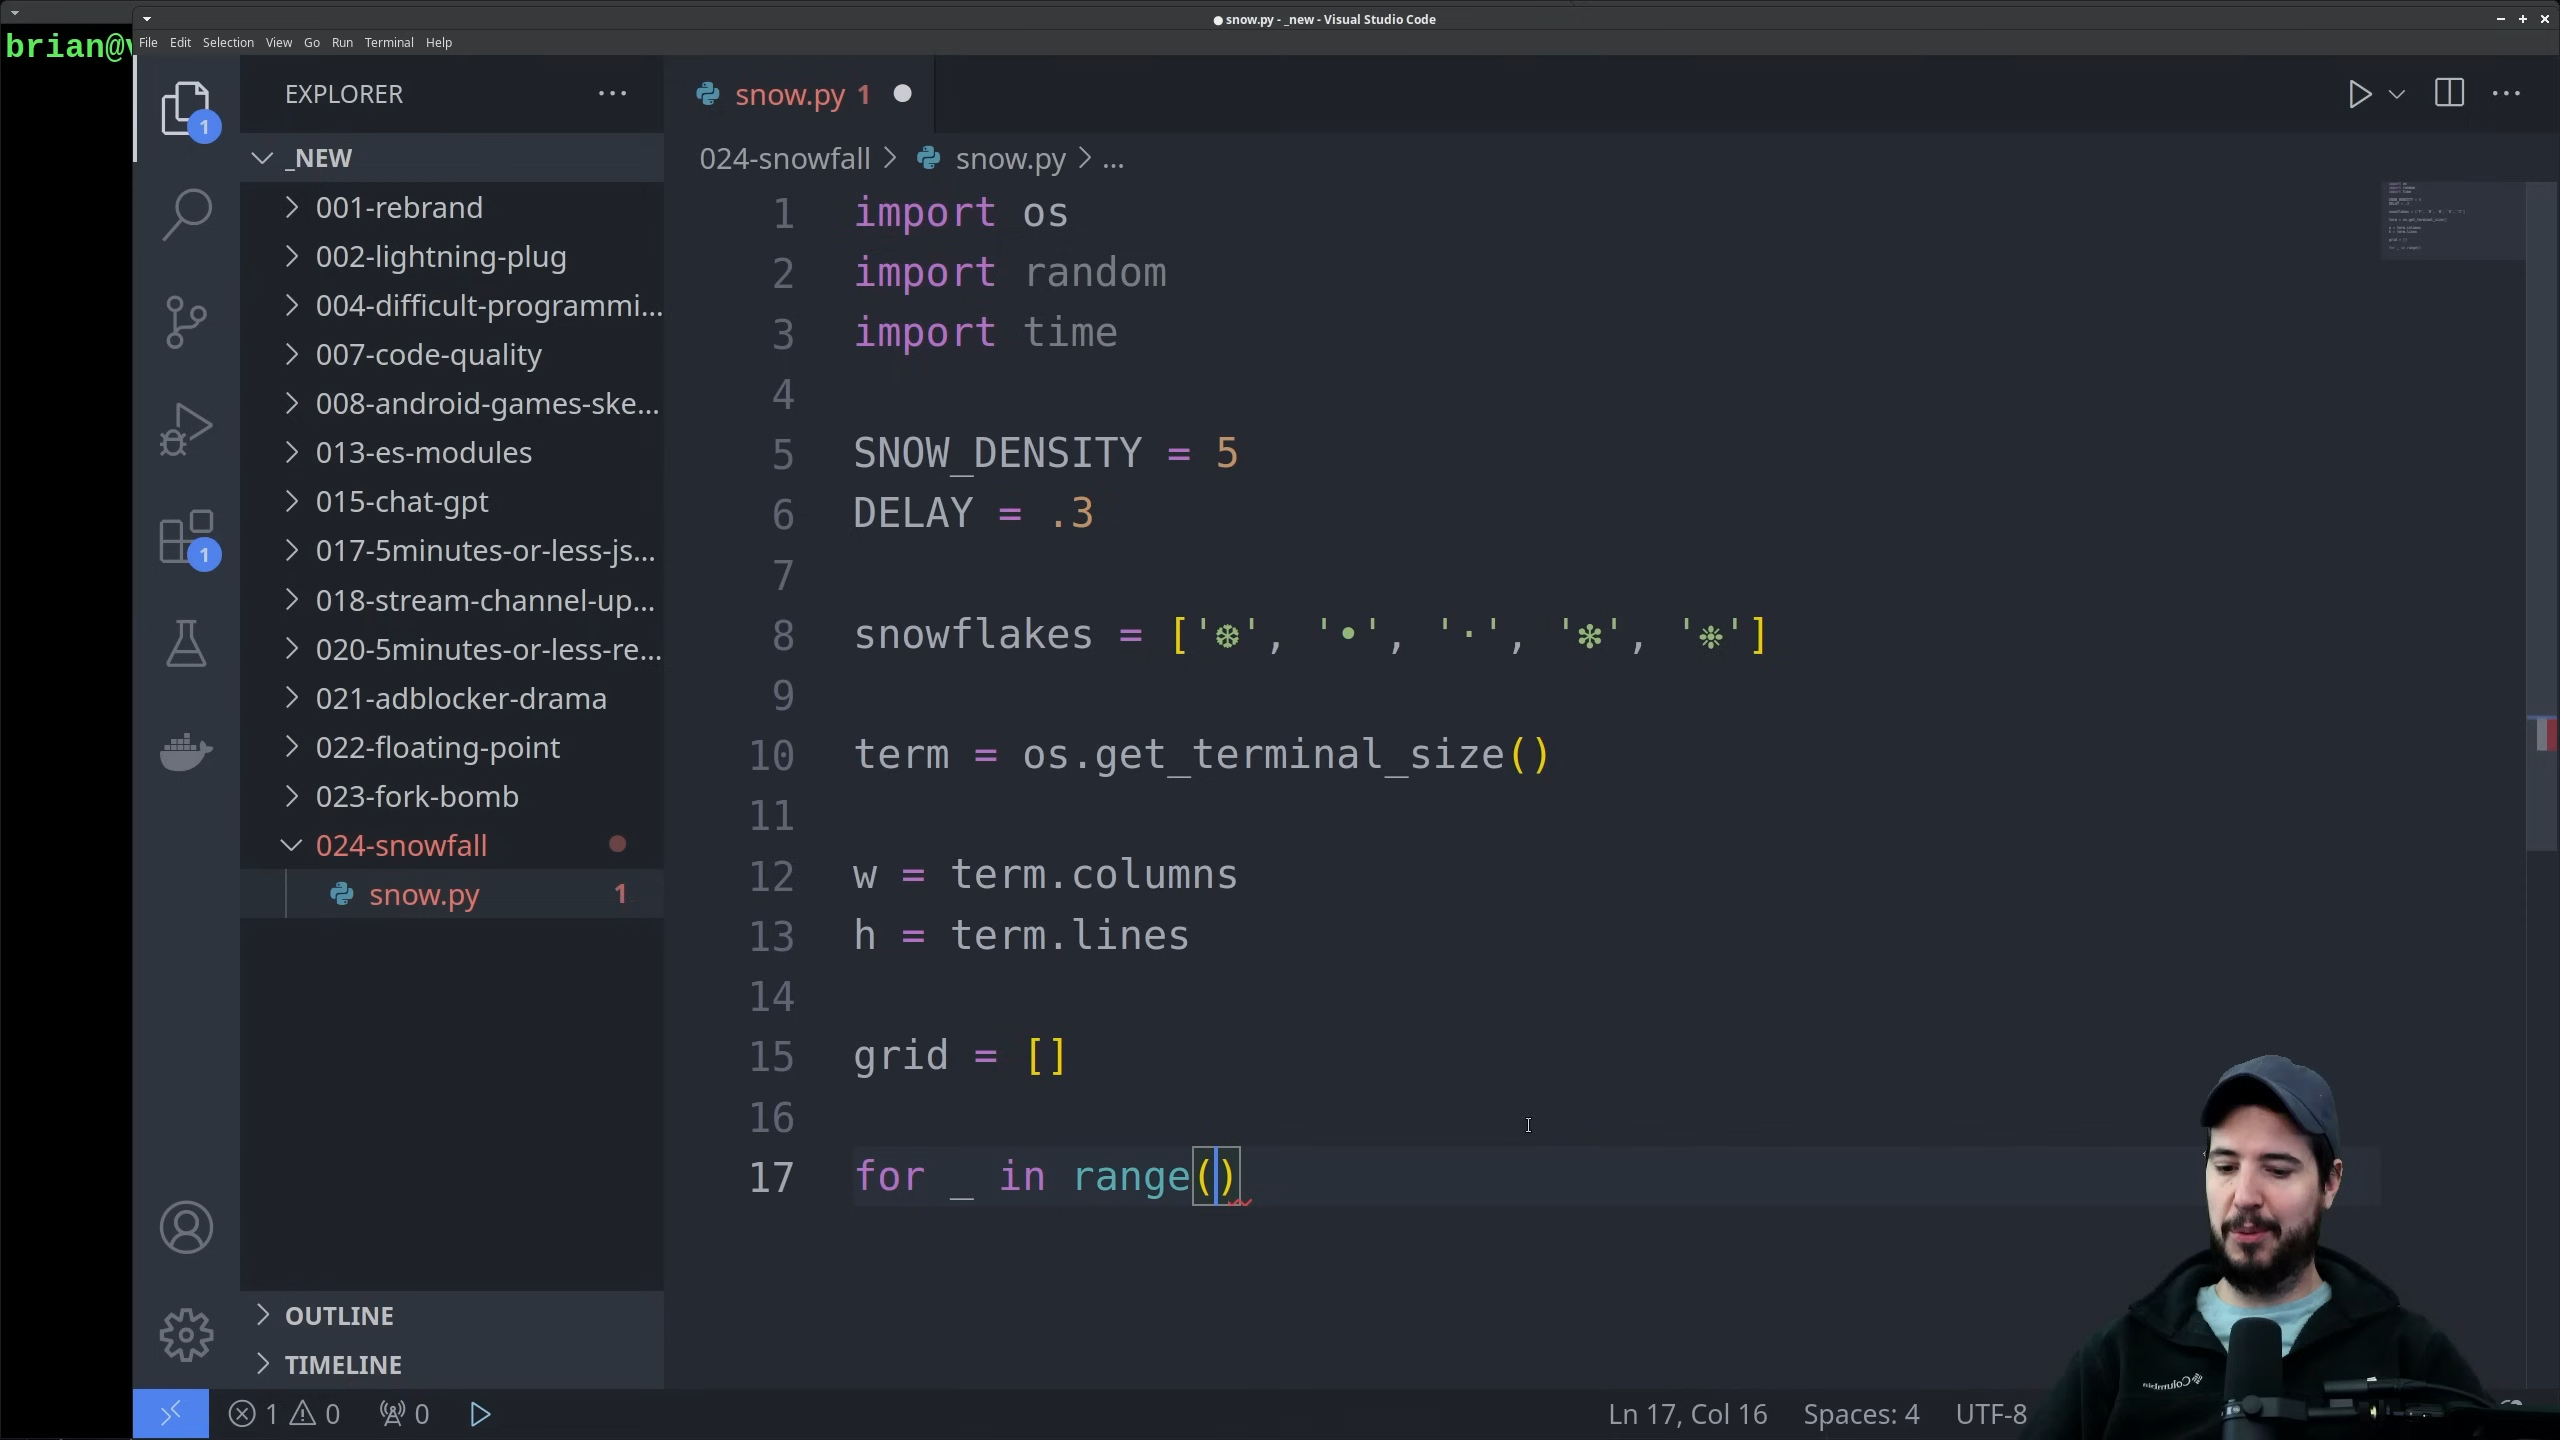 snow.py - _new - Visual Studio Code
brian@
File Edit Selection View Go Run Terminal Help
EXPLORER
snow.py 1
_NEW
024-snowfall > snow.py > ...
001-rebrand
002-lightning-plug
004-difficult-programmi...
007-code-quality
008-android-games-ske...
013-es-modules
015-chat-gpt
017-5minutes-or-less-js...
018-stream-channel-up...
020-5minutes-or-less-re...
021-adblocker-drama
022-floating-point
023-fork-bomb
024-snowfall
snow.py 1
OUTLINE
TIMELINE
1
1
1 import os
2 import random
3 import time
4
5 SNOW_DENSITY = 5
6 DELAY = .3
7
8 snowflakes = ['❆', '•', '·', '❇', '❉']
9
10 term = os.get_terminal_size()
11
12 w = term.columns
13 h = term.lines
14
15 grid = []
16
17 for _ in range()
Columbia
1 0 0
Ln 17, Col 16 Spaces: 4 UTF-8